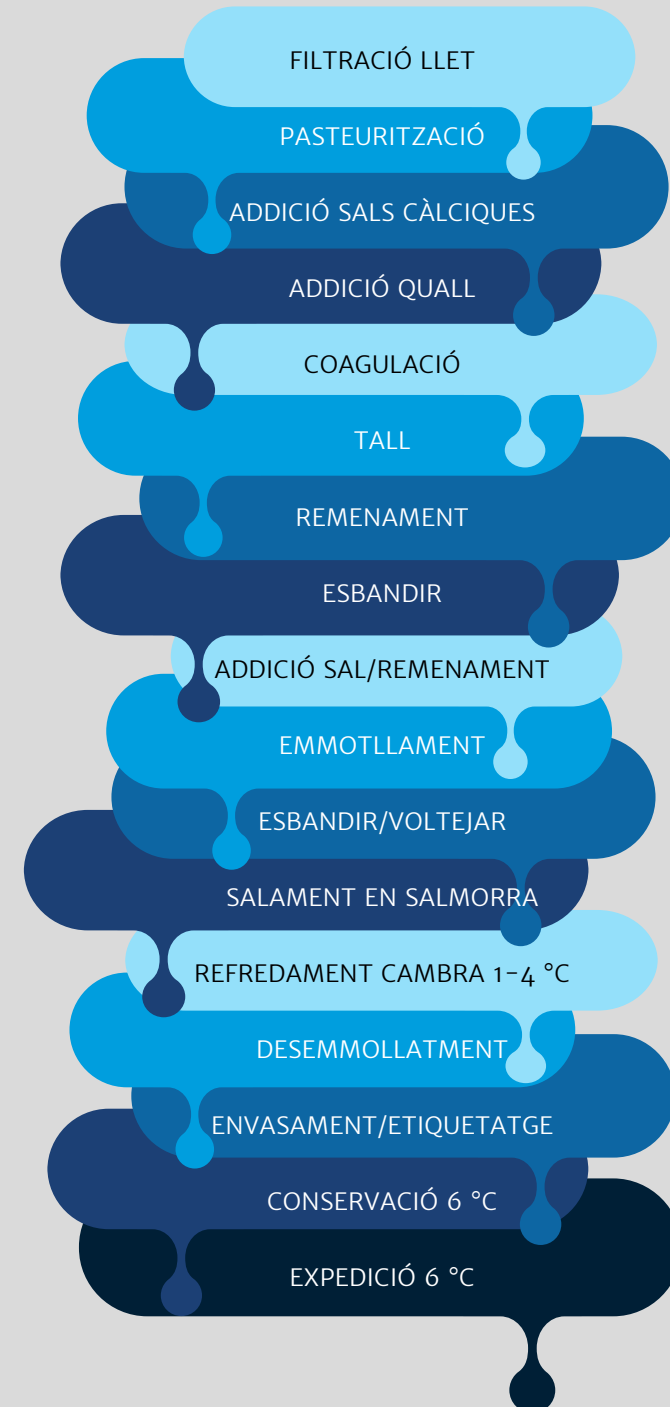 FILTRACIÓ LLET
PASTEURITZACIÓ
ADDICIÓ SALS CÀLCIQUES
ADDICIÓ QUALL
COAGULACIÓ
TALL
REMENAMENT
ESBANDIR
ADDICIÓ SAL/REMENAMENT
EMMOTLLAMENT
ESBANDIR/VOLTEJAR
SALAMENT EN SALMORRA
REFREDAMENT CAMBRA 1-4 °C
DESEMMOLLATMENT
ENVASAMENT/ETIQUETATGE
CONSERVACIÓ 6 °C
EXPEDICIÓ 6 °C